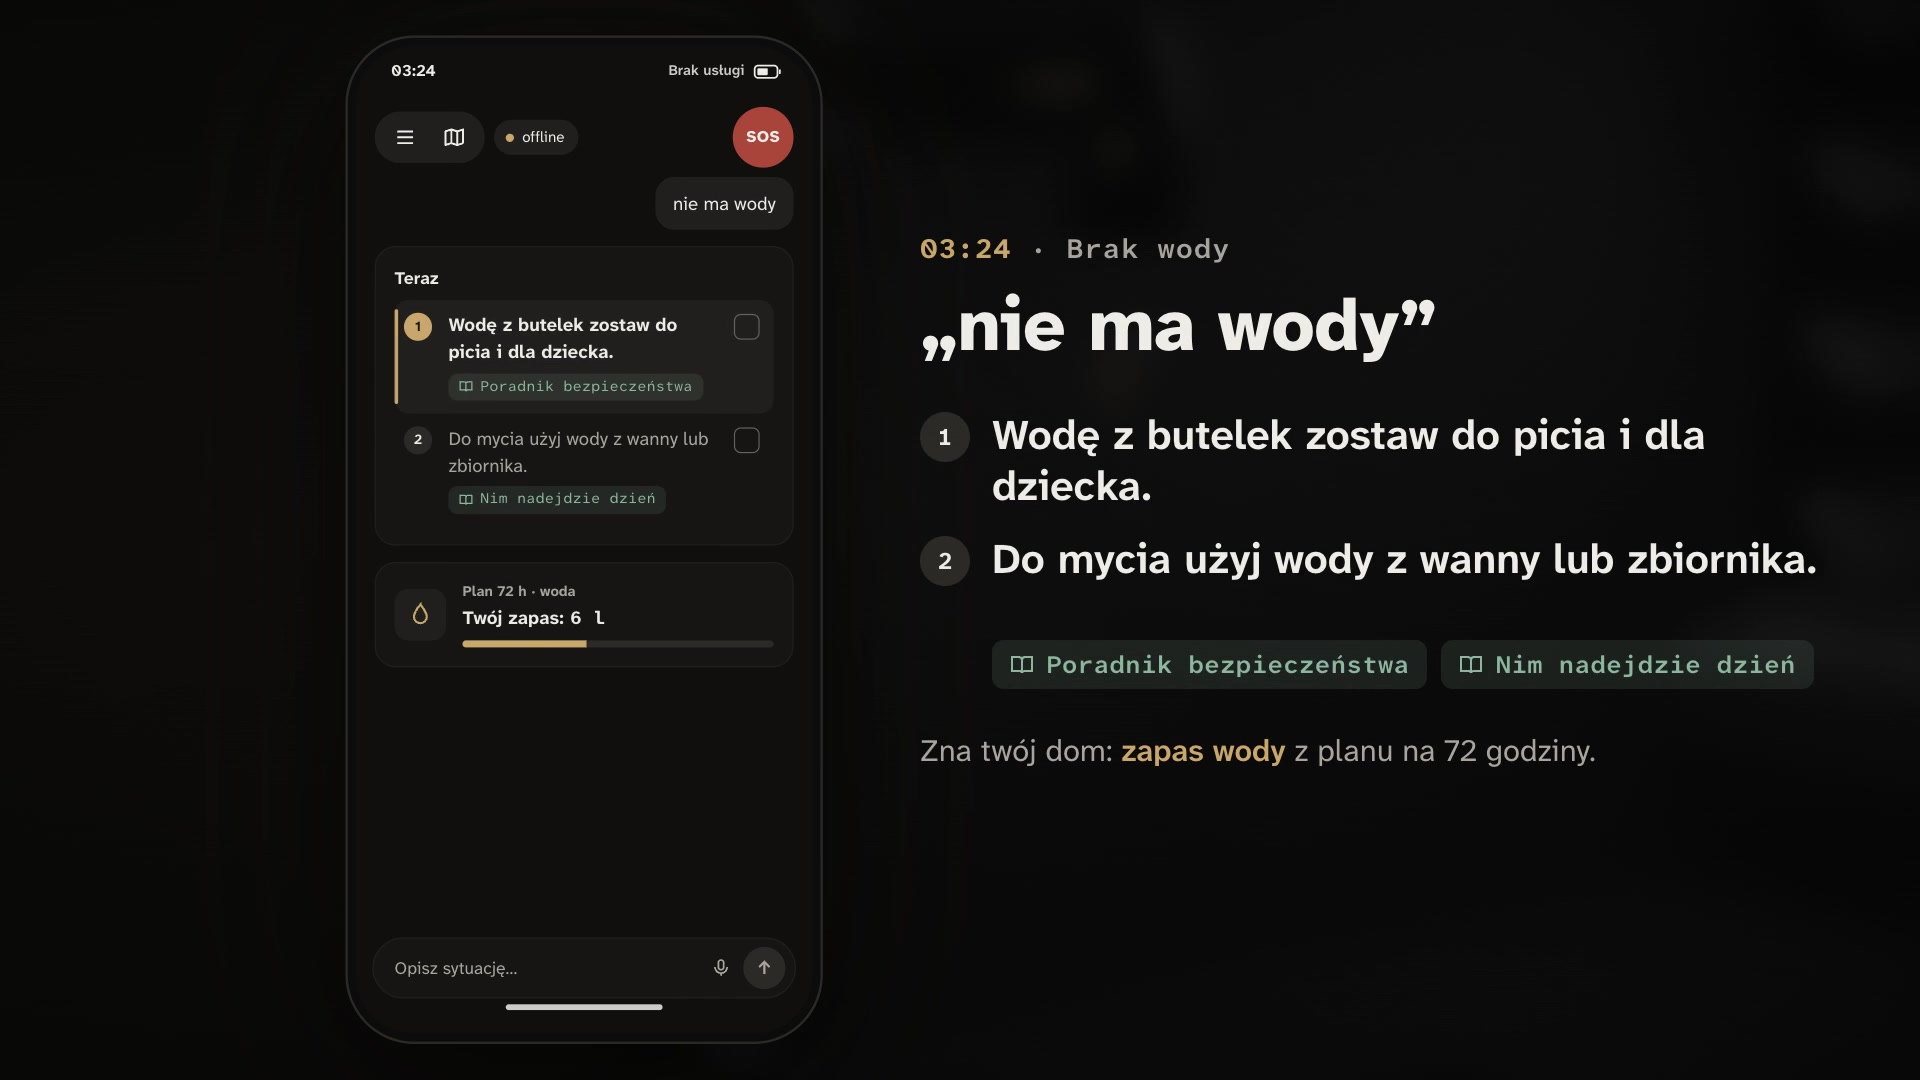 03:24
Brak usługi
offline
SOS
nie ma wody
Teraz
1
Wodę z butelek zostaw do
picia i dla dziecka.
Poradnik bezpieczeństwa
2
Do mycia użyj wody z wanny lub
zbiornika.
Nim nadejdzie dzień
Plan 72 h · woda
Twój zapas: 6 l
Opisz sytuację...
03:24 · Brak wody
„nie ma wody”
1
Wodę z butelek zostaw do picia i dla
dziecka.
2
Do mycia użyj wody z wanny lub zbiornika.
Poradnik bezpieczeństwa
Nim nadejdzie dzień
Zna twój dom: zapas wody z planu na 72 godziny.